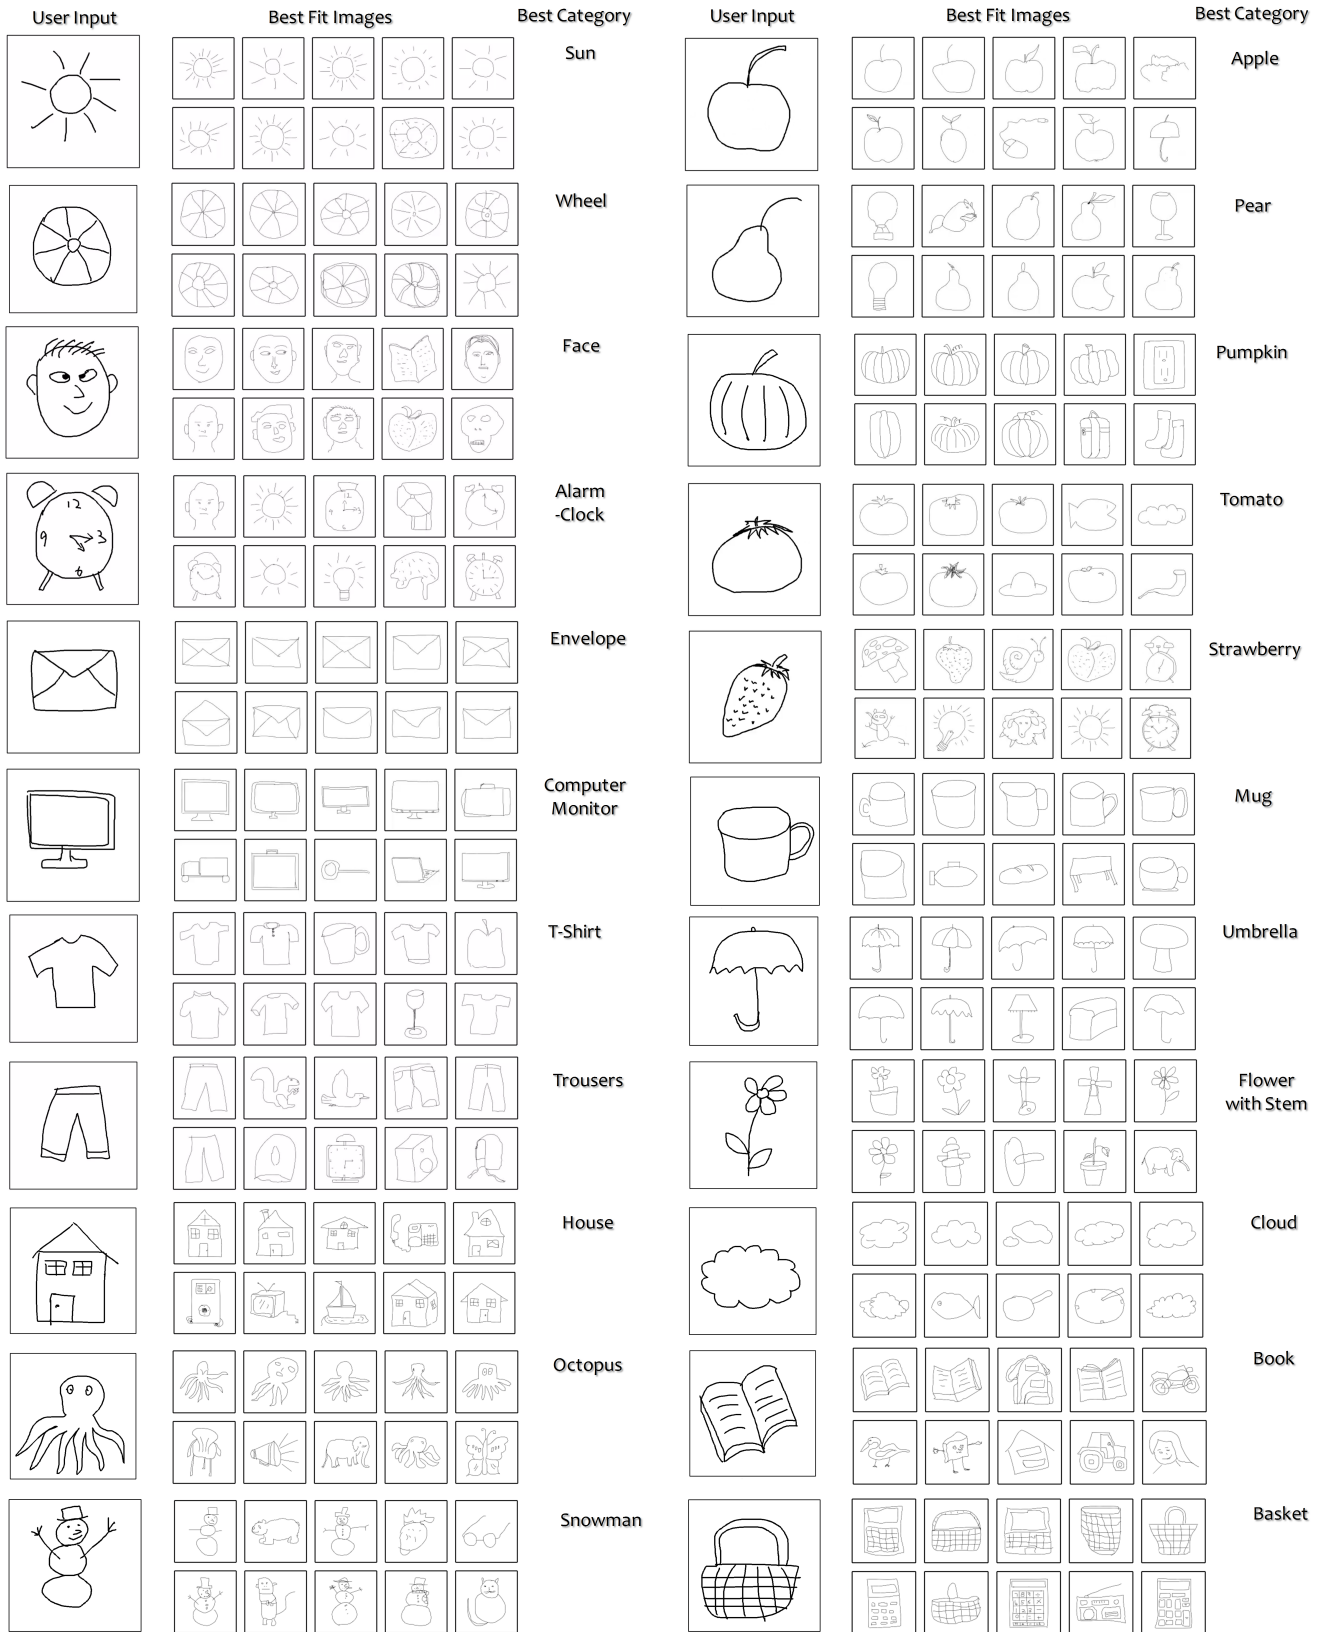 User Input
Best Fit Images
Best Category
Sun
Wheel
Face
Alarm
-Clock
12
9
3
6
Envelope
Computer
Monitor
T-Shirt
Trousers
House
Octopus
Snowman
User Input
Best Fit Images
Best Category
Apple
Pear
Pumpkin
Tomato
Strawberry
Mug
Umbrella
Flower
with Stem
Cloud
Book
Basket